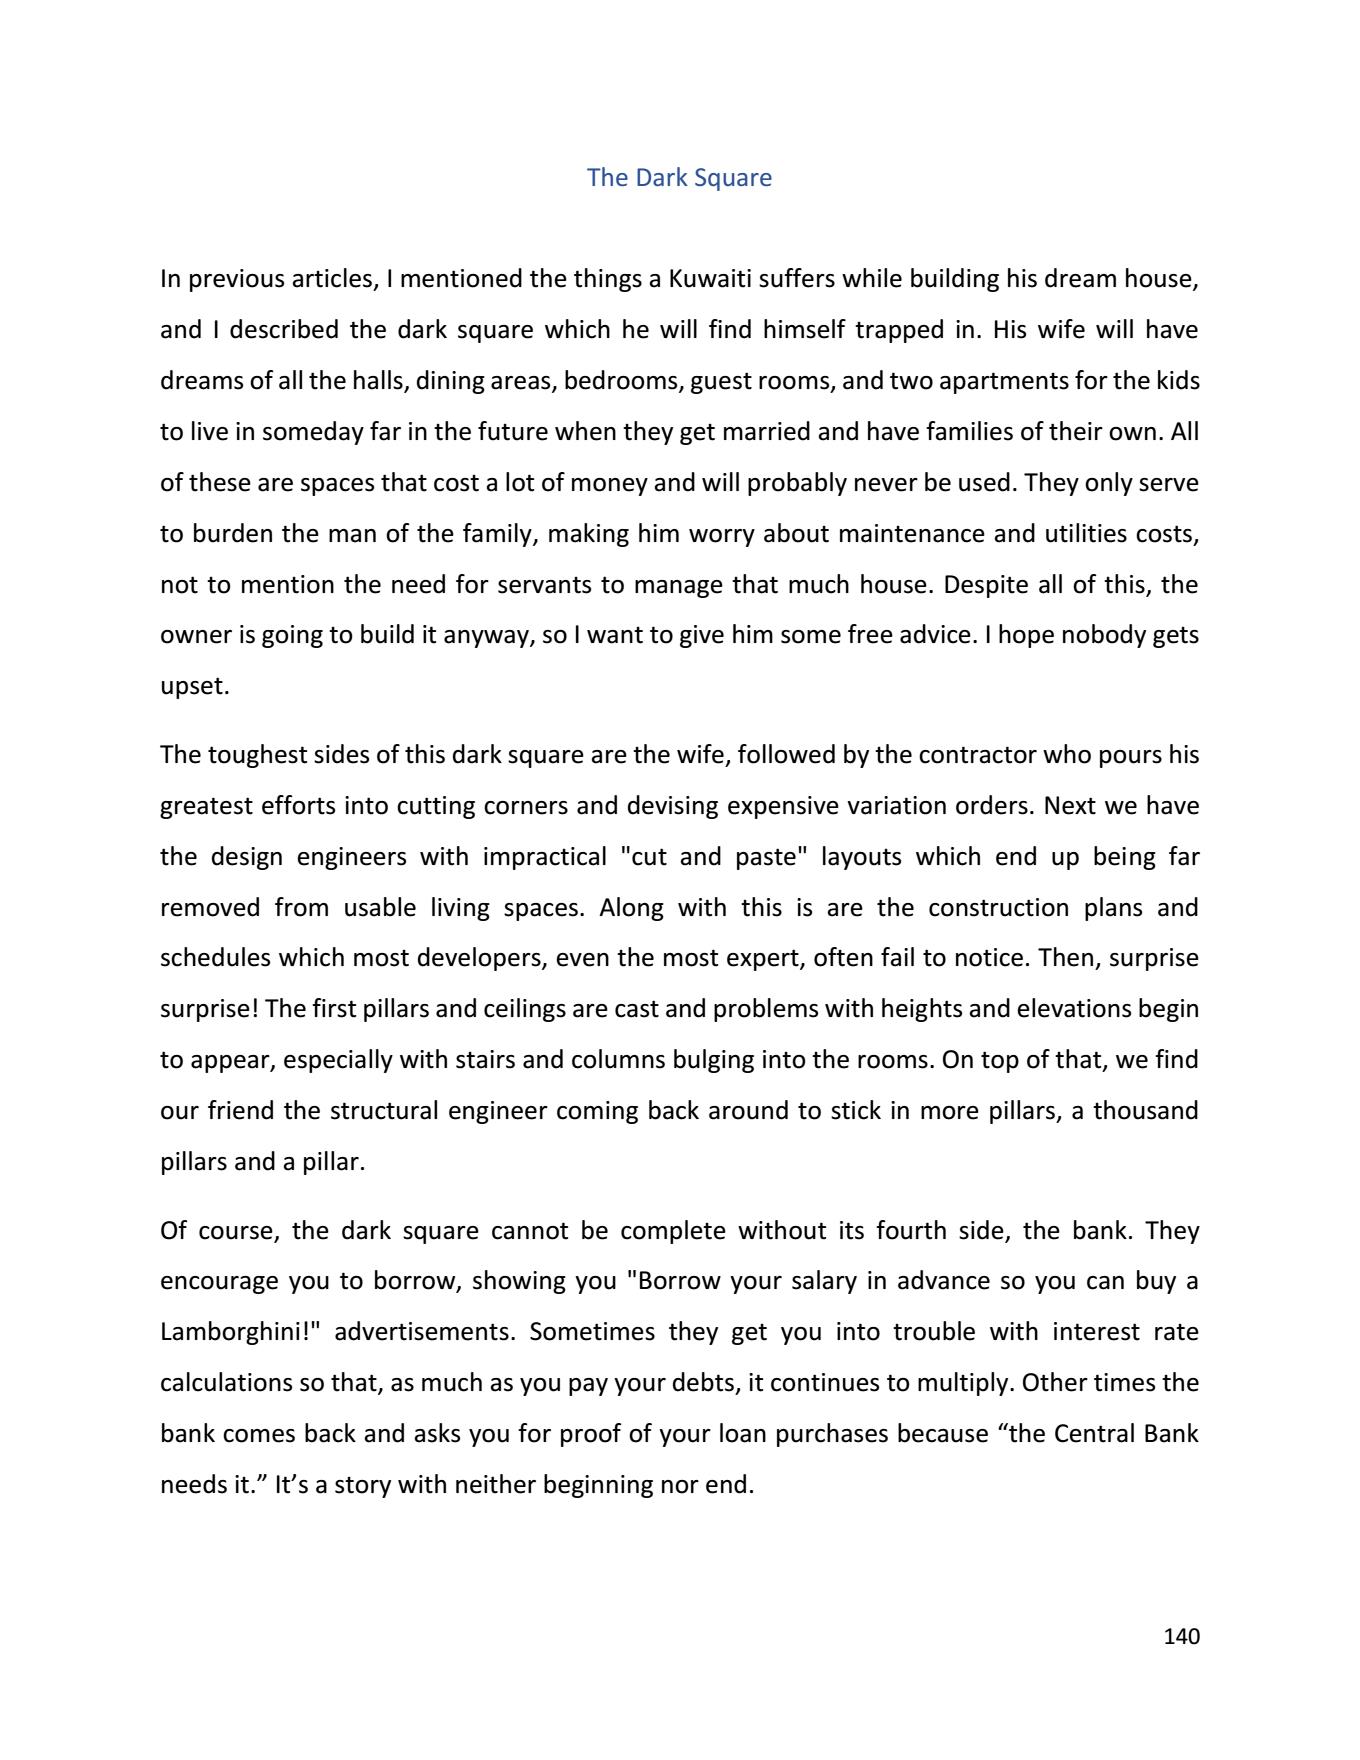 The Dark Square
In previous articles, I mentioned the things a Kuwaiti suffers while building his dream house,
and I described the dark square which he will find himself trapped in. His wife will have
dreams of all the halls, dining areas, bedrooms, guest rooms, and two apartments for the kids
to live in someday far in the future when they get married and have families of their own. All
of these are spaces that cost a lot of money and will probably never be used. They only serve
to burden the man of the family, making him worry about maintenance and utilities costs,
not to mention the need for servants to manage that much house. Despite all of this, the
owner is going to build it anyway, so I want to give him some free advice. I hope nobody gets
upset.
The toughest sides of this dark square are the wife, followed by the contractor who pours his
greatest efforts into cutting corners and devising expensive variation orders. Next we have
the design engineers with impractical "cut and paste" layouts which end up being far
removed from usable living spaces. Along with this is are the construction plans and
schedules which most developers, even the most expert, often fail to notice. Then, surprise
surprise! The first pillars and ceilings are cast and problems with heights and elevations begin
to appear, especially with stairs and columns bulging into the rooms. On top of that, we find
our friend the structural engineer coming back around to stick in more pillars, a thousand
pillars and a pillar.
Of course, the dark square cannot be complete without its fourth side, the bank. They
encourage you to borrow, showing you "Borrow your salary in advance so you can buy a
Lamborghini!" advertisements. Sometimes they get you into trouble with interest rate
calculations so that, as much as you pay your debts, it continues to multiply. Other times the
bank comes back and asks you for proof of your loan purchases because “the Central Bank
needs it.” It’s a story with neither beginning nor end.
140